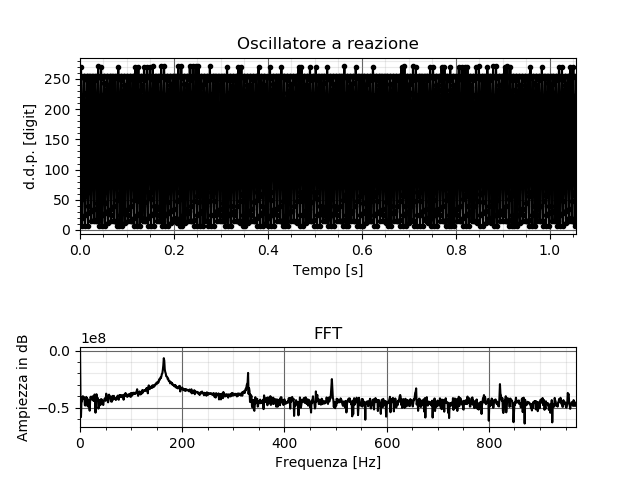 Oscillatore a reazione
d.d.p. [digit]
250
200
150
100
50
0
0.0 0.2 0.4 0.6 0.8 1.0
Tempo [s]
FFT
1e8
Ampiezza in dB
0.0
−0.5
0 200 400 600 800
Frequenza [Hz]